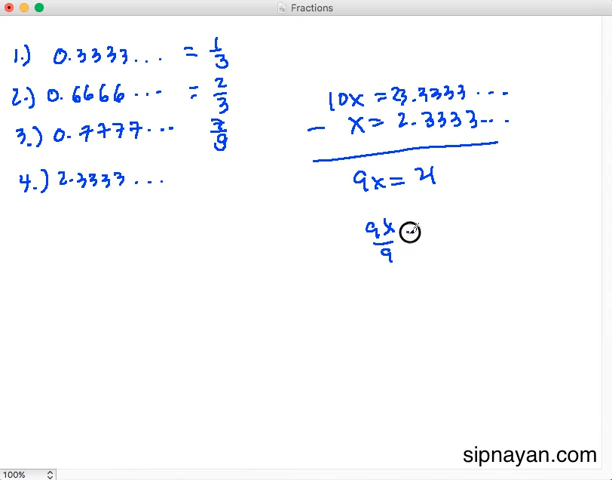 Fractions
1.) 0.3333... = 1/3
2.) 0.6666... = 2/3
3.) 0.7777... 7/9
4.) 2.3333...
10x = 23.3333...
- x = 2.3333...
9x = 21
9x/9
sipnayan.com
100%